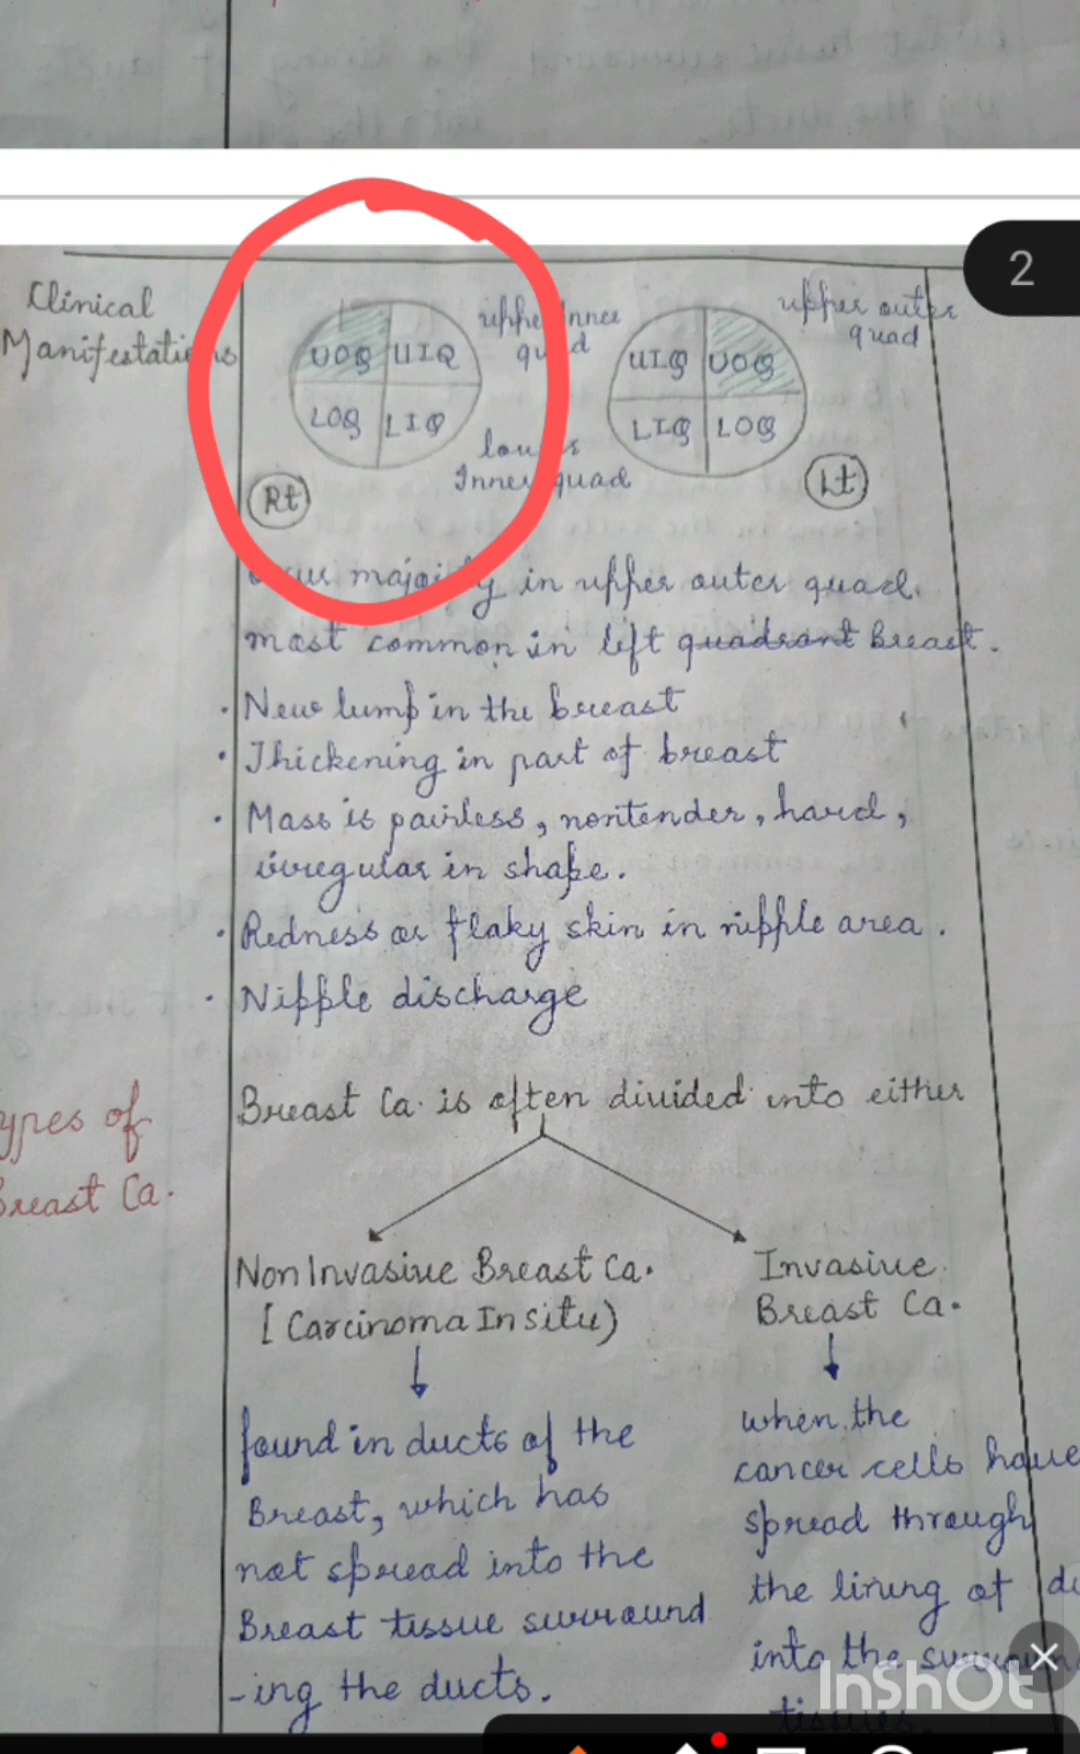 2
Clinical
Manifestations
UOQ UIQ
LOQ LIQ
upper Inner
quad
lower
Inner quad
Rt
UIQ UOQ
LIQ LOQ
upper outer
quad
Lt
majority in upper outer quad.
most common in left quadrant Breast.
· New lump in the breast
· Thickening in part of breast
· Mass is painless, nontender, hard,
irregular in shape.
· Redness or flaky skin in nipple area.
· Nipple discharge
ypes of
Breast Ca.
Breast Ca. is often divided into either
Non Invasive Breast Ca.
[Carcinoma In situ)
found in ducts of the
Breast, which has
not spread into the
Breast tissue surround
-ing the ducts.
Invasive
Breast Ca.
when the
cancer cells have
spread through
the lining of du
into the surroun
tissues.
InShOt